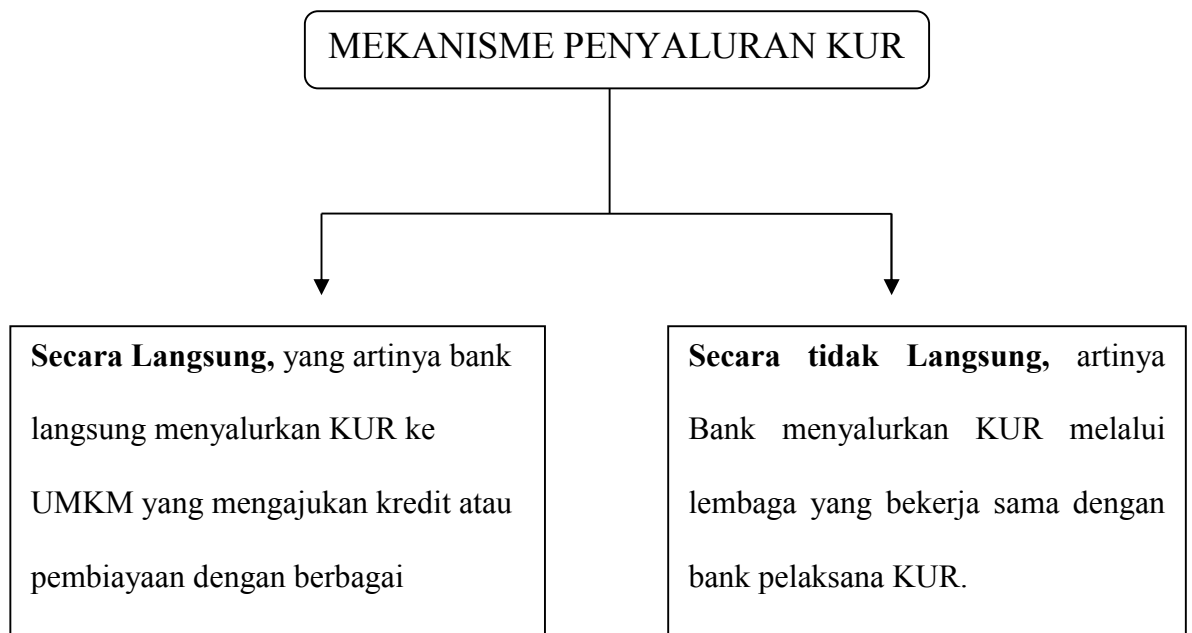 MEKANISME PENYALURAN KUR
Secara Langsung, yang artinya bank
langsung menyalurkan KUR ke
UMKM yang mengajukan kredit atau
pembiayaan dengan berbagai
Secara tidak Langsung, artinya
Bank menyalurkan KUR melalui
lembaga yang bekerja sama dengan
bank pelaksana KUR.